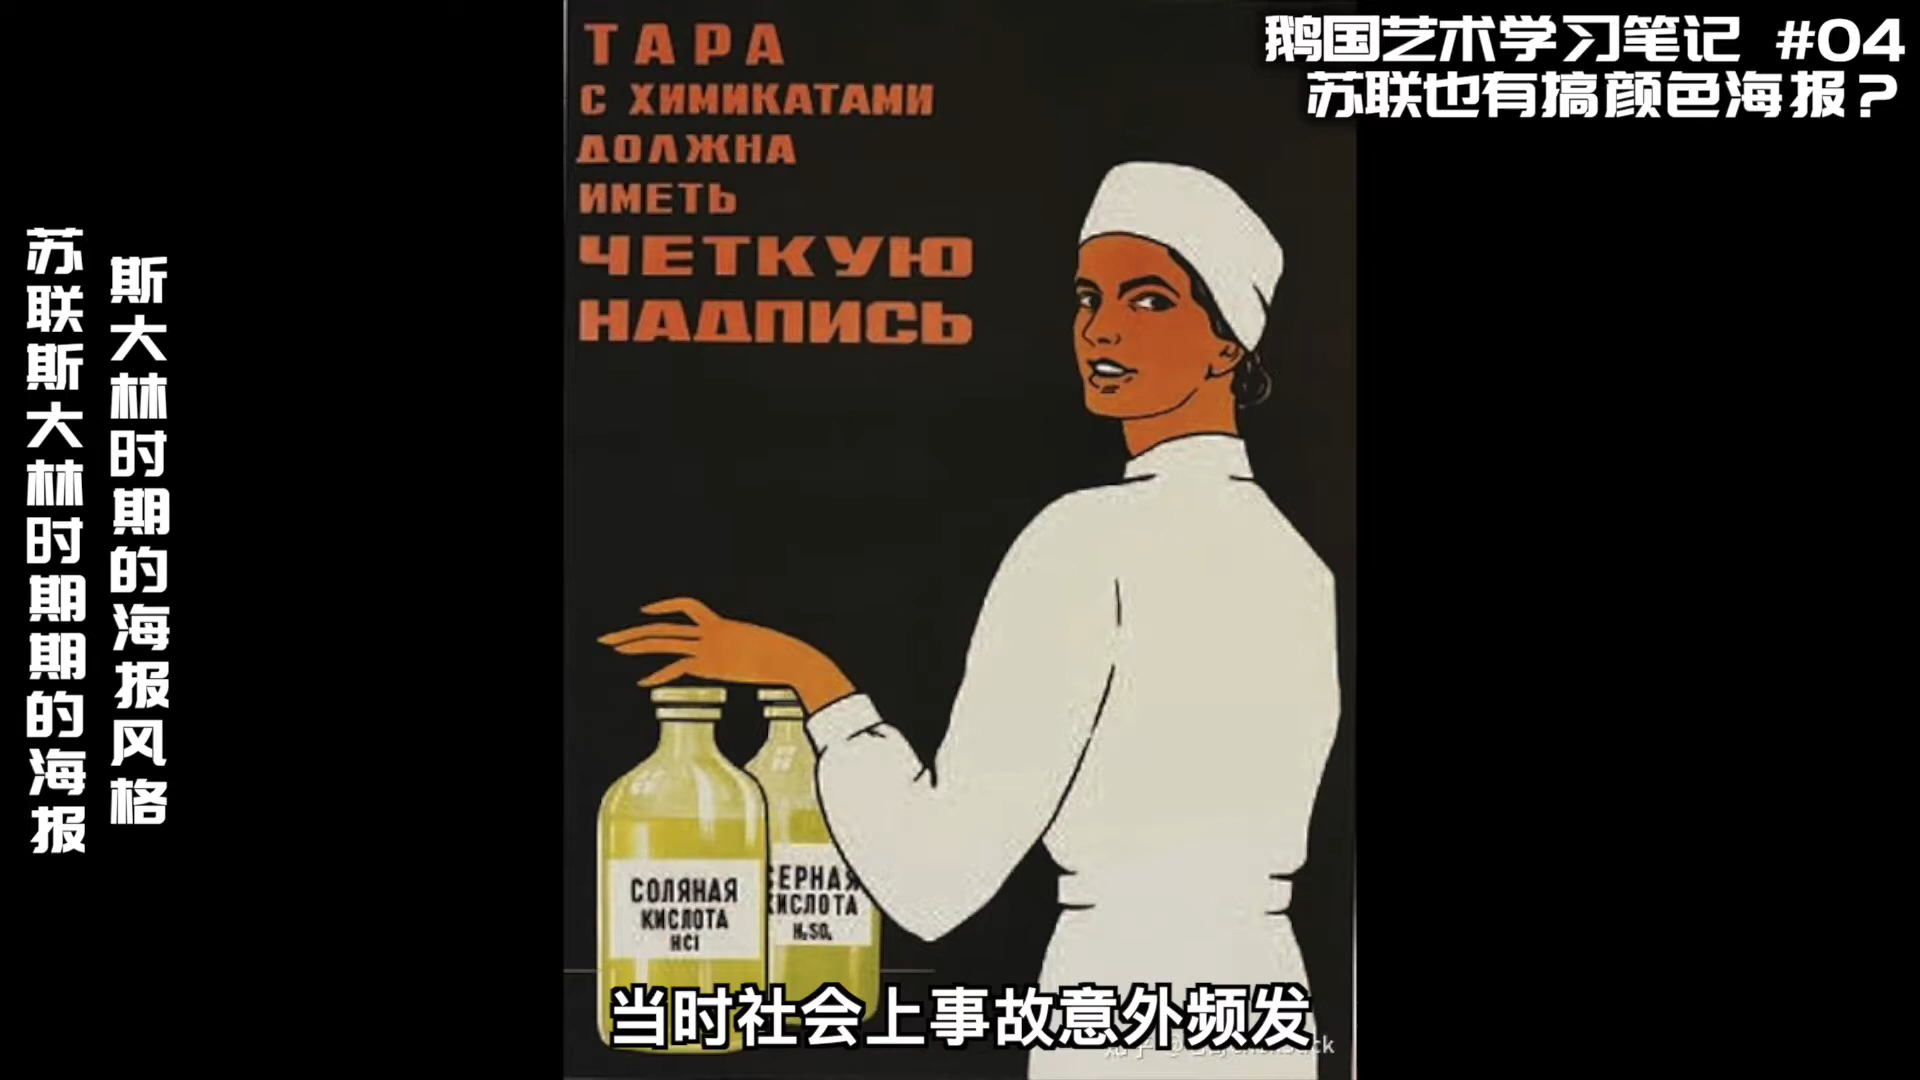 鹅国艺术学习笔记 #04
苏联也有搞颜色海报？
ТАРА
С ХИМИКАТАМИ
ДОЛЖНА
ИМЕТЬ
ЧЕТКУЮ
НАДПИСЬ
苏联斯大林时期期的海报
斯大林时期的海报风格
СОЛЯНАЯ
КИСЛОТА
HCl
СЕРНАЯ
КИСЛОТА
H₂SO₄
当时社会上事故意外频发
知乎